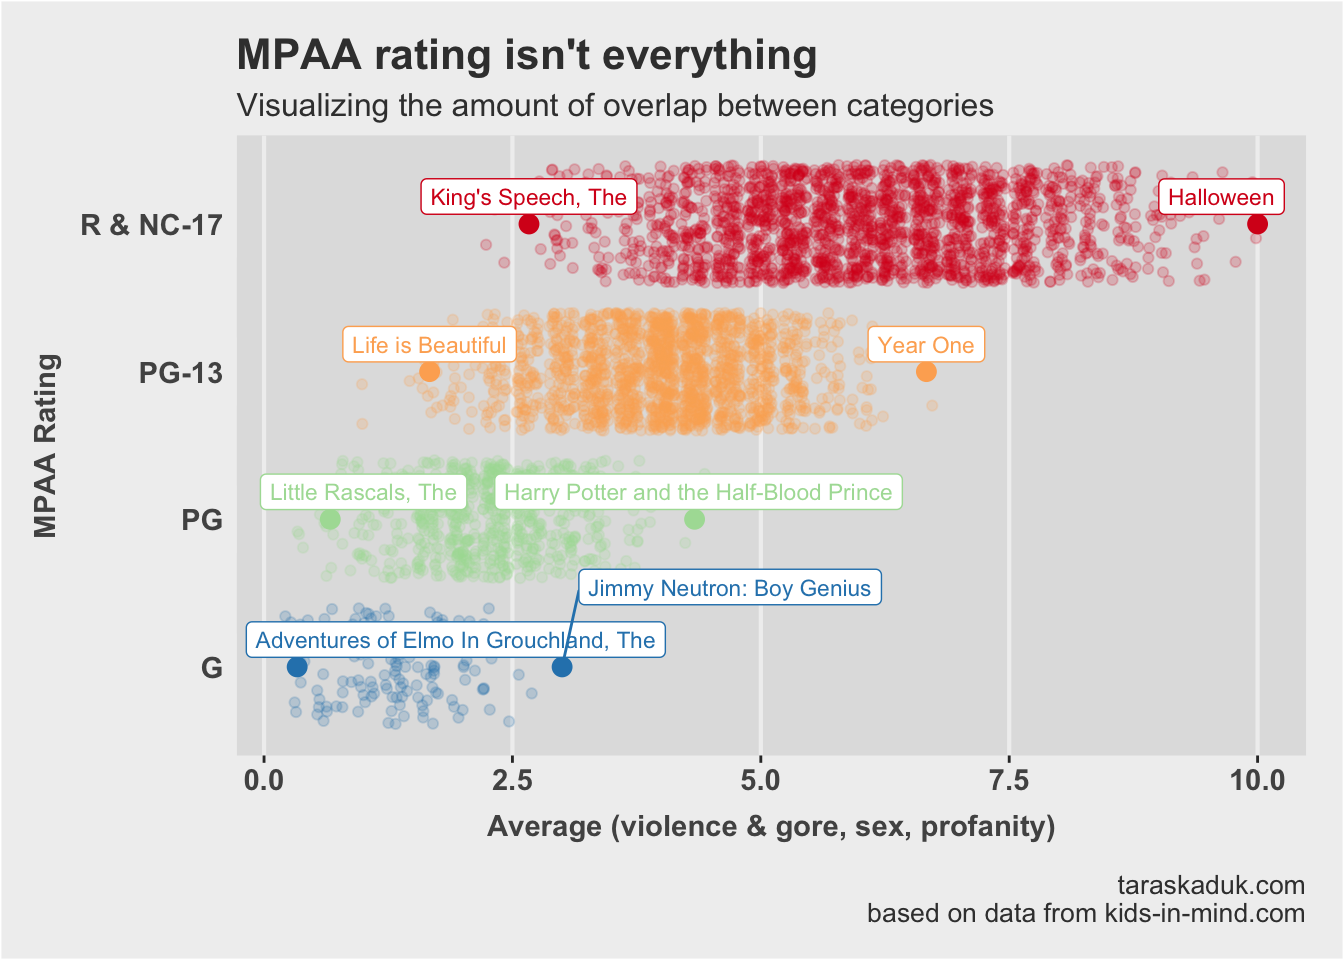 MPAA rating isn't everything
Visualizing the amount of overlap between categories
MPAA Rating
R & NC-17
King's Speech, The
Halloween
PG-13
Life is Beautiful
Year One
PG
Little Rascals, The
Harry Potter and the Half-Blood Prince
Jimmy Neutron: Boy Genius
G
Adventures of Elmo In Grouchland, The
0.0 2.5 5.0 7.5 10.0
Average (violence & gore, sex, profanity)
taraskaduk.com
based on data from kids-in-mind.com